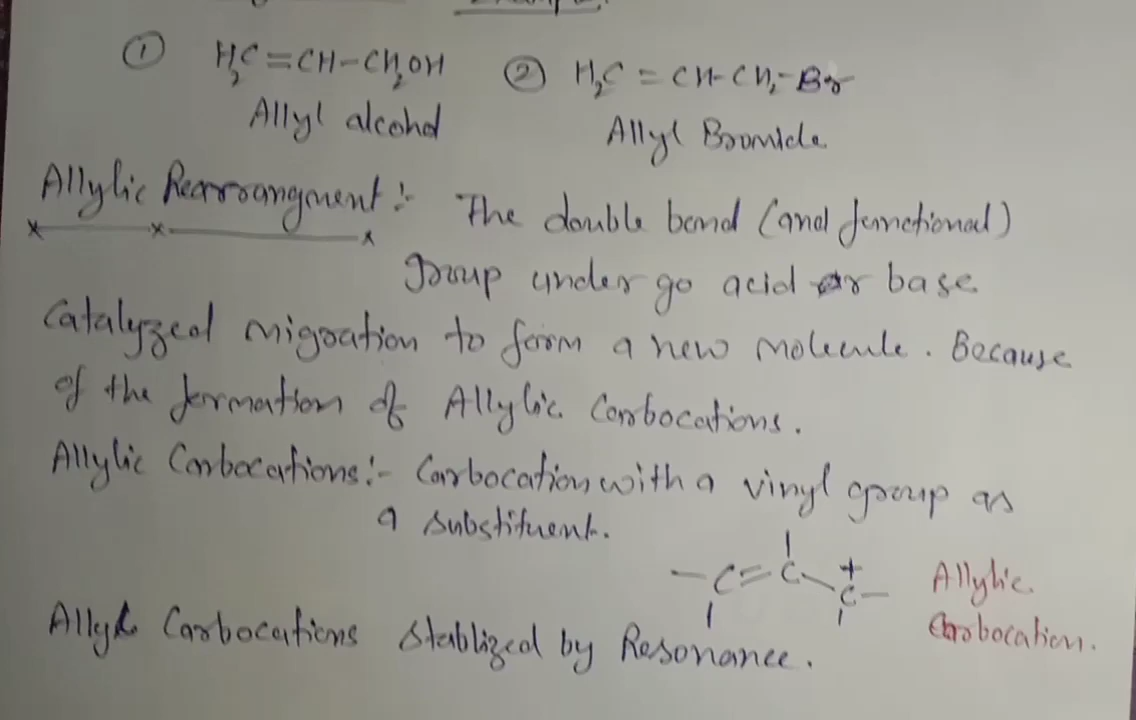 Example:
① H₂C=CH-CH₂OH ② H₂C = CH-CH₂-Br
Allyl alcohol Allyl Bromide
Allylic Rearrangment:- The double bond (and functional)
group under go acid or base
Catalyzed migration to form a new molecule. Because
of the formation of Allylic Carbocations.
Allylic Carbocations:- Carbocation with a vinyl group as
a substituent.
-C=C-C-
+
Allylic
Carbocation.
Allyl Carbocations Stablized by Resonance.